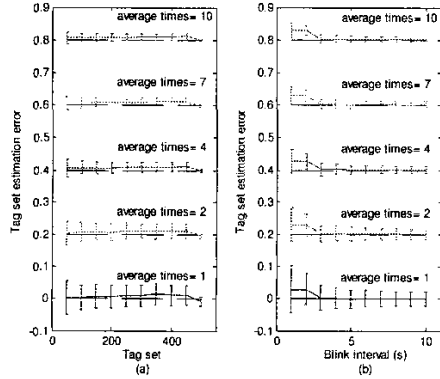 0.9
0.8
0.7
0.6
0.5
0.4
0.3
0.2
0.1
0
-0.1
Tag set estimation error
average times= 10
average times= 7
average times= 4
average times= 2
average times= 1
0 200 400
Tag set
(a)
0.9
0.8
0.7
0.6
0.5
0.4
0.3
0.2
0.1
0
-0.1
Tag set estimation error
average times= 10
average times= 7
average times= 4
average times= 2
average times= 1
0 5 10
Blink interval (s)
(b)